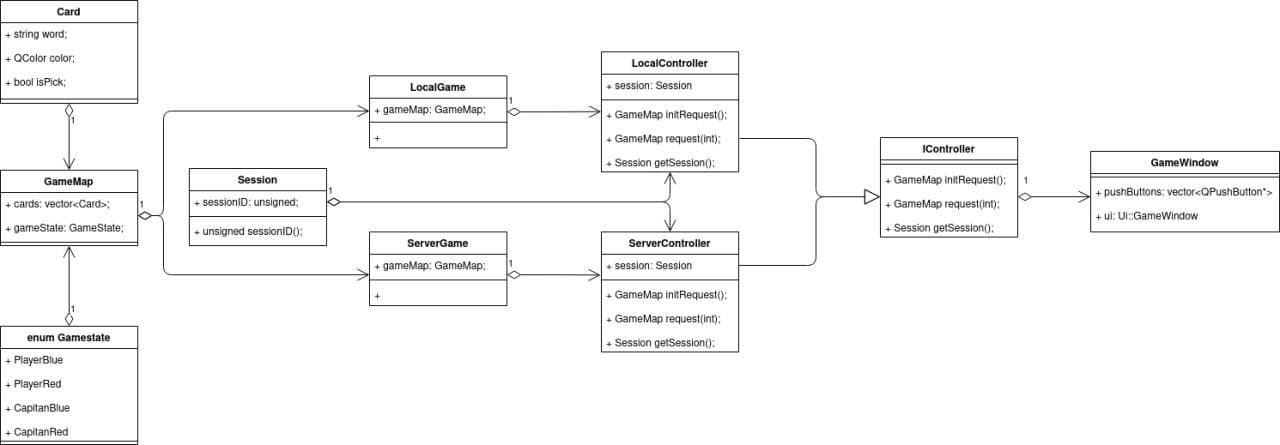 Card
+ string word;
+ QColor color;
+ bool isPick;
1
GameMap
+ cards: vector<Card>;
+ gameState: GameState;
1
1
enum Gamestate
+ PlayerBlue
+ PlayerRed
+ CapitanBlue
+ CapitanRed
Session
+ sessionID: unsigned;
+ unsigned sessionID();
1
LocalGame
+ gameMap: GameMap;
+
1
ServerGame
+ gameMap: GameMap;
+
1
LocalController
+ session: Session
+ GameMap initRequest();
+ GameMap request(int);
+ Session getSession();
ServerController
+ session: Session
+ GameMap initRequest();
+ GameMap request(int);
+ Session getSession();
IController
+ GameMap initRequest();
+ GameMap request(int);
+ Session getSession();
1
GameWindow
+ pushButtons: vector<QPushButton*>
+ ui: Ui::GameWindow